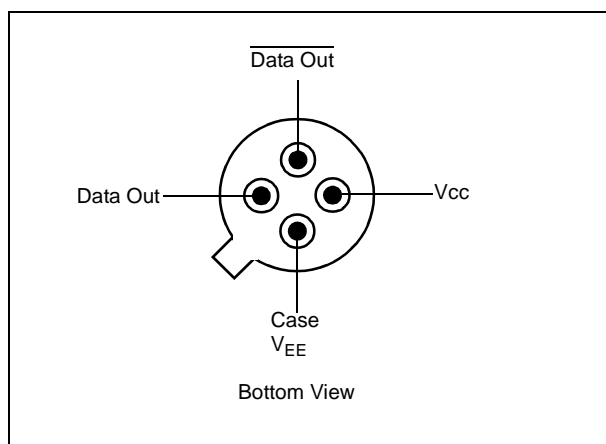 Data Out
Data Out
Vcc
Case
VEE
Bottom View